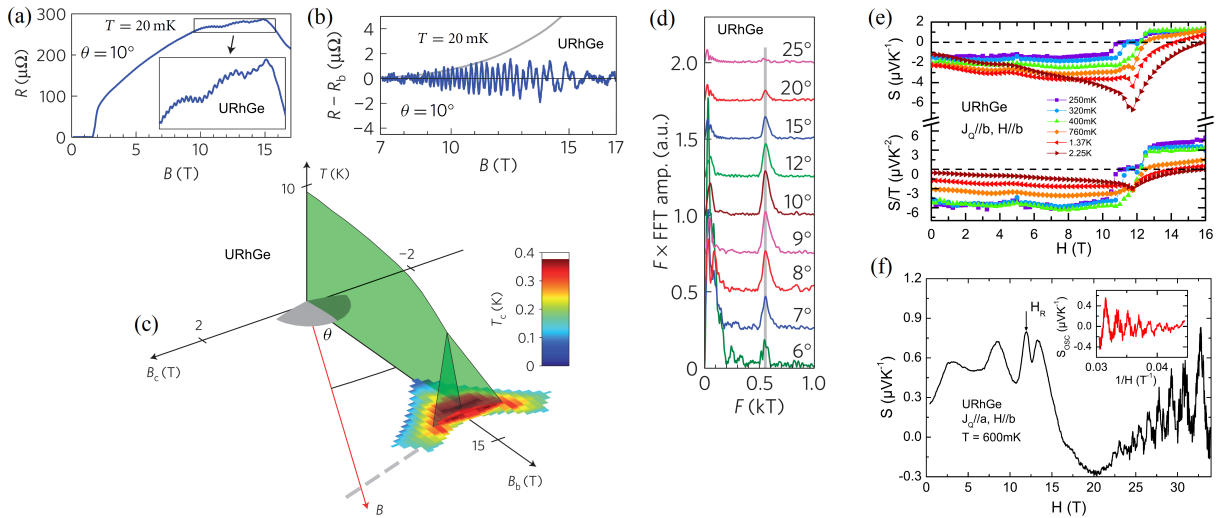 (a)
T = 20 mK
θ = 10°
URhGe
R (μΩ)
300
200
100
0
0
5
10
15
B (T)
(b)
T = 20 mK
URhGe
θ = 10°
R − R_b (μΩ)
4
2
0
−2
−4
7
10
15
17
B (T)
(c)
T (K)
10
URhGe
−2
2
θ
B_c (T)
15
B_b (T)
B
T_c (K)
0.4
0.3
0.2
0.1
0
(d)
URhGe
25°
20°
15°
12°
10°
9°
8°
7°
6°
F × FFT amp. (a.u.)
2.0
1.5
1.0
0.5
0
0
0.5
1.0
F (kT)
(e)
S (μVK⁻¹)
0
-2
-4
-6
URhGe
J_Q//b, H//b
250mK
320mK
400mK
760mK
1.37K
2.25K
S/T (μVK⁻²)
6
3
0
-3
-6
0
2
4
6
8
10
12
14
16
H (T)
(f)
S (μVK⁻¹)
1.2
0.9
0.6
0.3
0.0
-0.3
H_R
URhGe
J_Q//a, H//b
T = 600mK
0
5
10
15
20
25
30
H (T)
S_OSC (μVK⁻¹)
0.5
0.0
-0.5
0.03
0.04
1/H (T⁻¹)